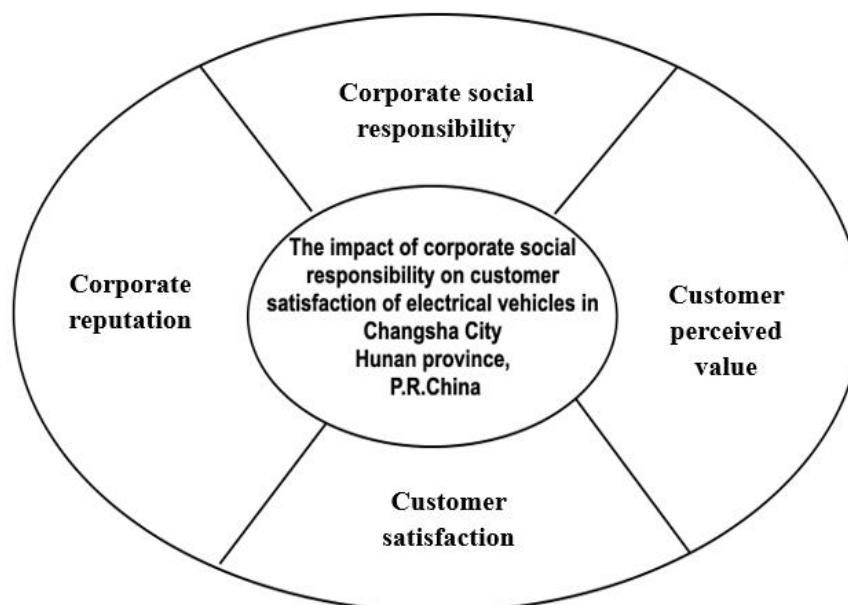 Corporate social
responsibility
The impact of corporate social
responsibility on customer
satisfaction of electrical vehicles in
Changsha City
Hunan province,
P.R.China
Corporate
reputation
Customer
perceived
value
Customer
satisfaction